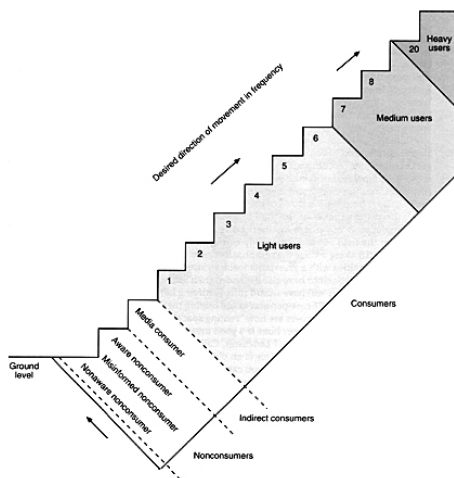 Heavy
users
20
8
7
Medium users
Desired direction of movement in frequency
6
5
4
3
Light users
2
1
Consumers
Media consumer
Ground
level
Aware nonconsumer
Misinformed nonconsumer
Nonaware nonconsumer
Indirect consumers
Nonconsumers